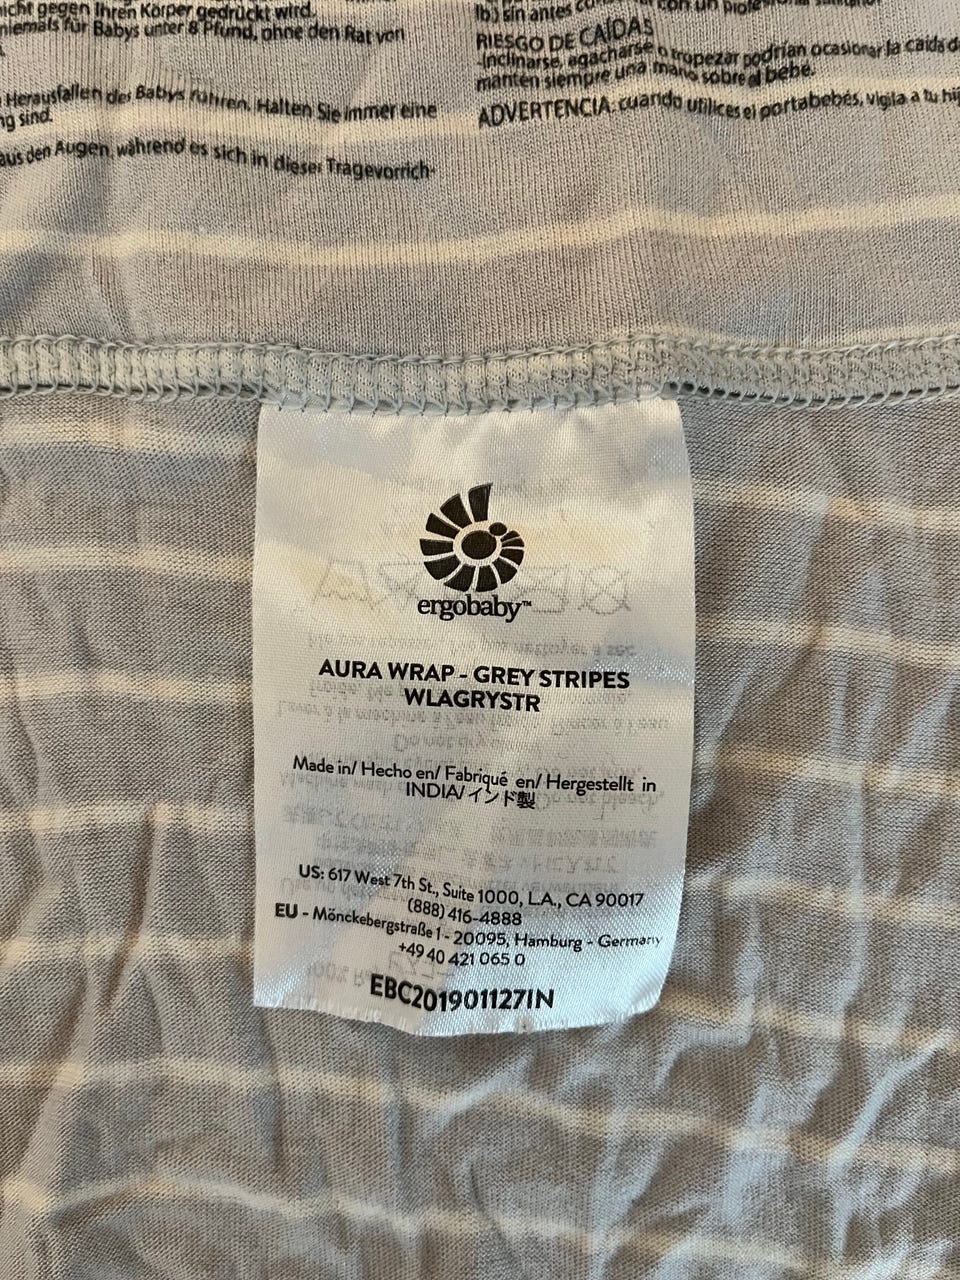 nicht gegen Ihren Körper gedrückt wird.
niemals für Babys unter 8 Pfund, ohne den Rat von
Herausfallen des Babys führen. Halten Sie immer eine
ng sind.
aus den Augen, während es sich in dieser Tragevorrich-
lb) sin antes con un
RIESGO DE CAÍDAS
-Inclinarse, agacharse o tropezar podrían ocasionar la caída d
mantén siempre una mano sobre el bebé.
ADVERTENCIA: cuando utilices el portabebés, vigila a tu hij
ergobaby™
AURA WRAP - GREY STRIPES
WLAGRYSTR
Made in/ Hecho en/ Fabriqué en/ Hergestellt in
INDIA/ インド製
US: 617 West 7th St., Suite 1000, L.A., CA 90017
(888) 416-4888
EU - Mönckebergstraße 1 - 20095, Hamburg - Germany
+49 40 421 065 0
EBC201901127IN